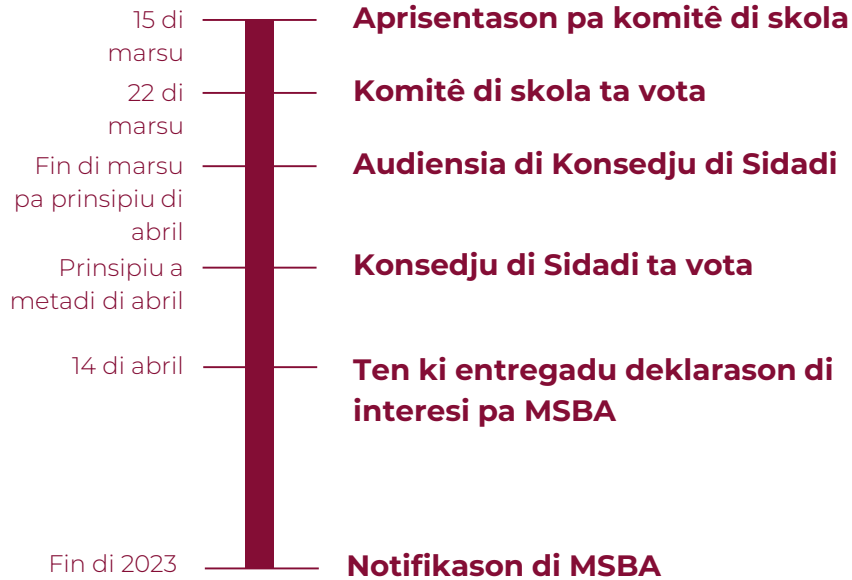 15 di
marsu
Aprisentason pa komitê di skola
22 di
marsu
Komitê di skola ta vota
Fin di marsu
pa prinsipiu di
abril
Audiensia di Konsedju di Sidadi
Prinsipiu a
metadi di abril
Konsedju di Sidadi ta vota
14 di abril
Ten ki entregadu deklarason di
interesi pa MSBA
Fin di 2023
Notifikason di MSBA